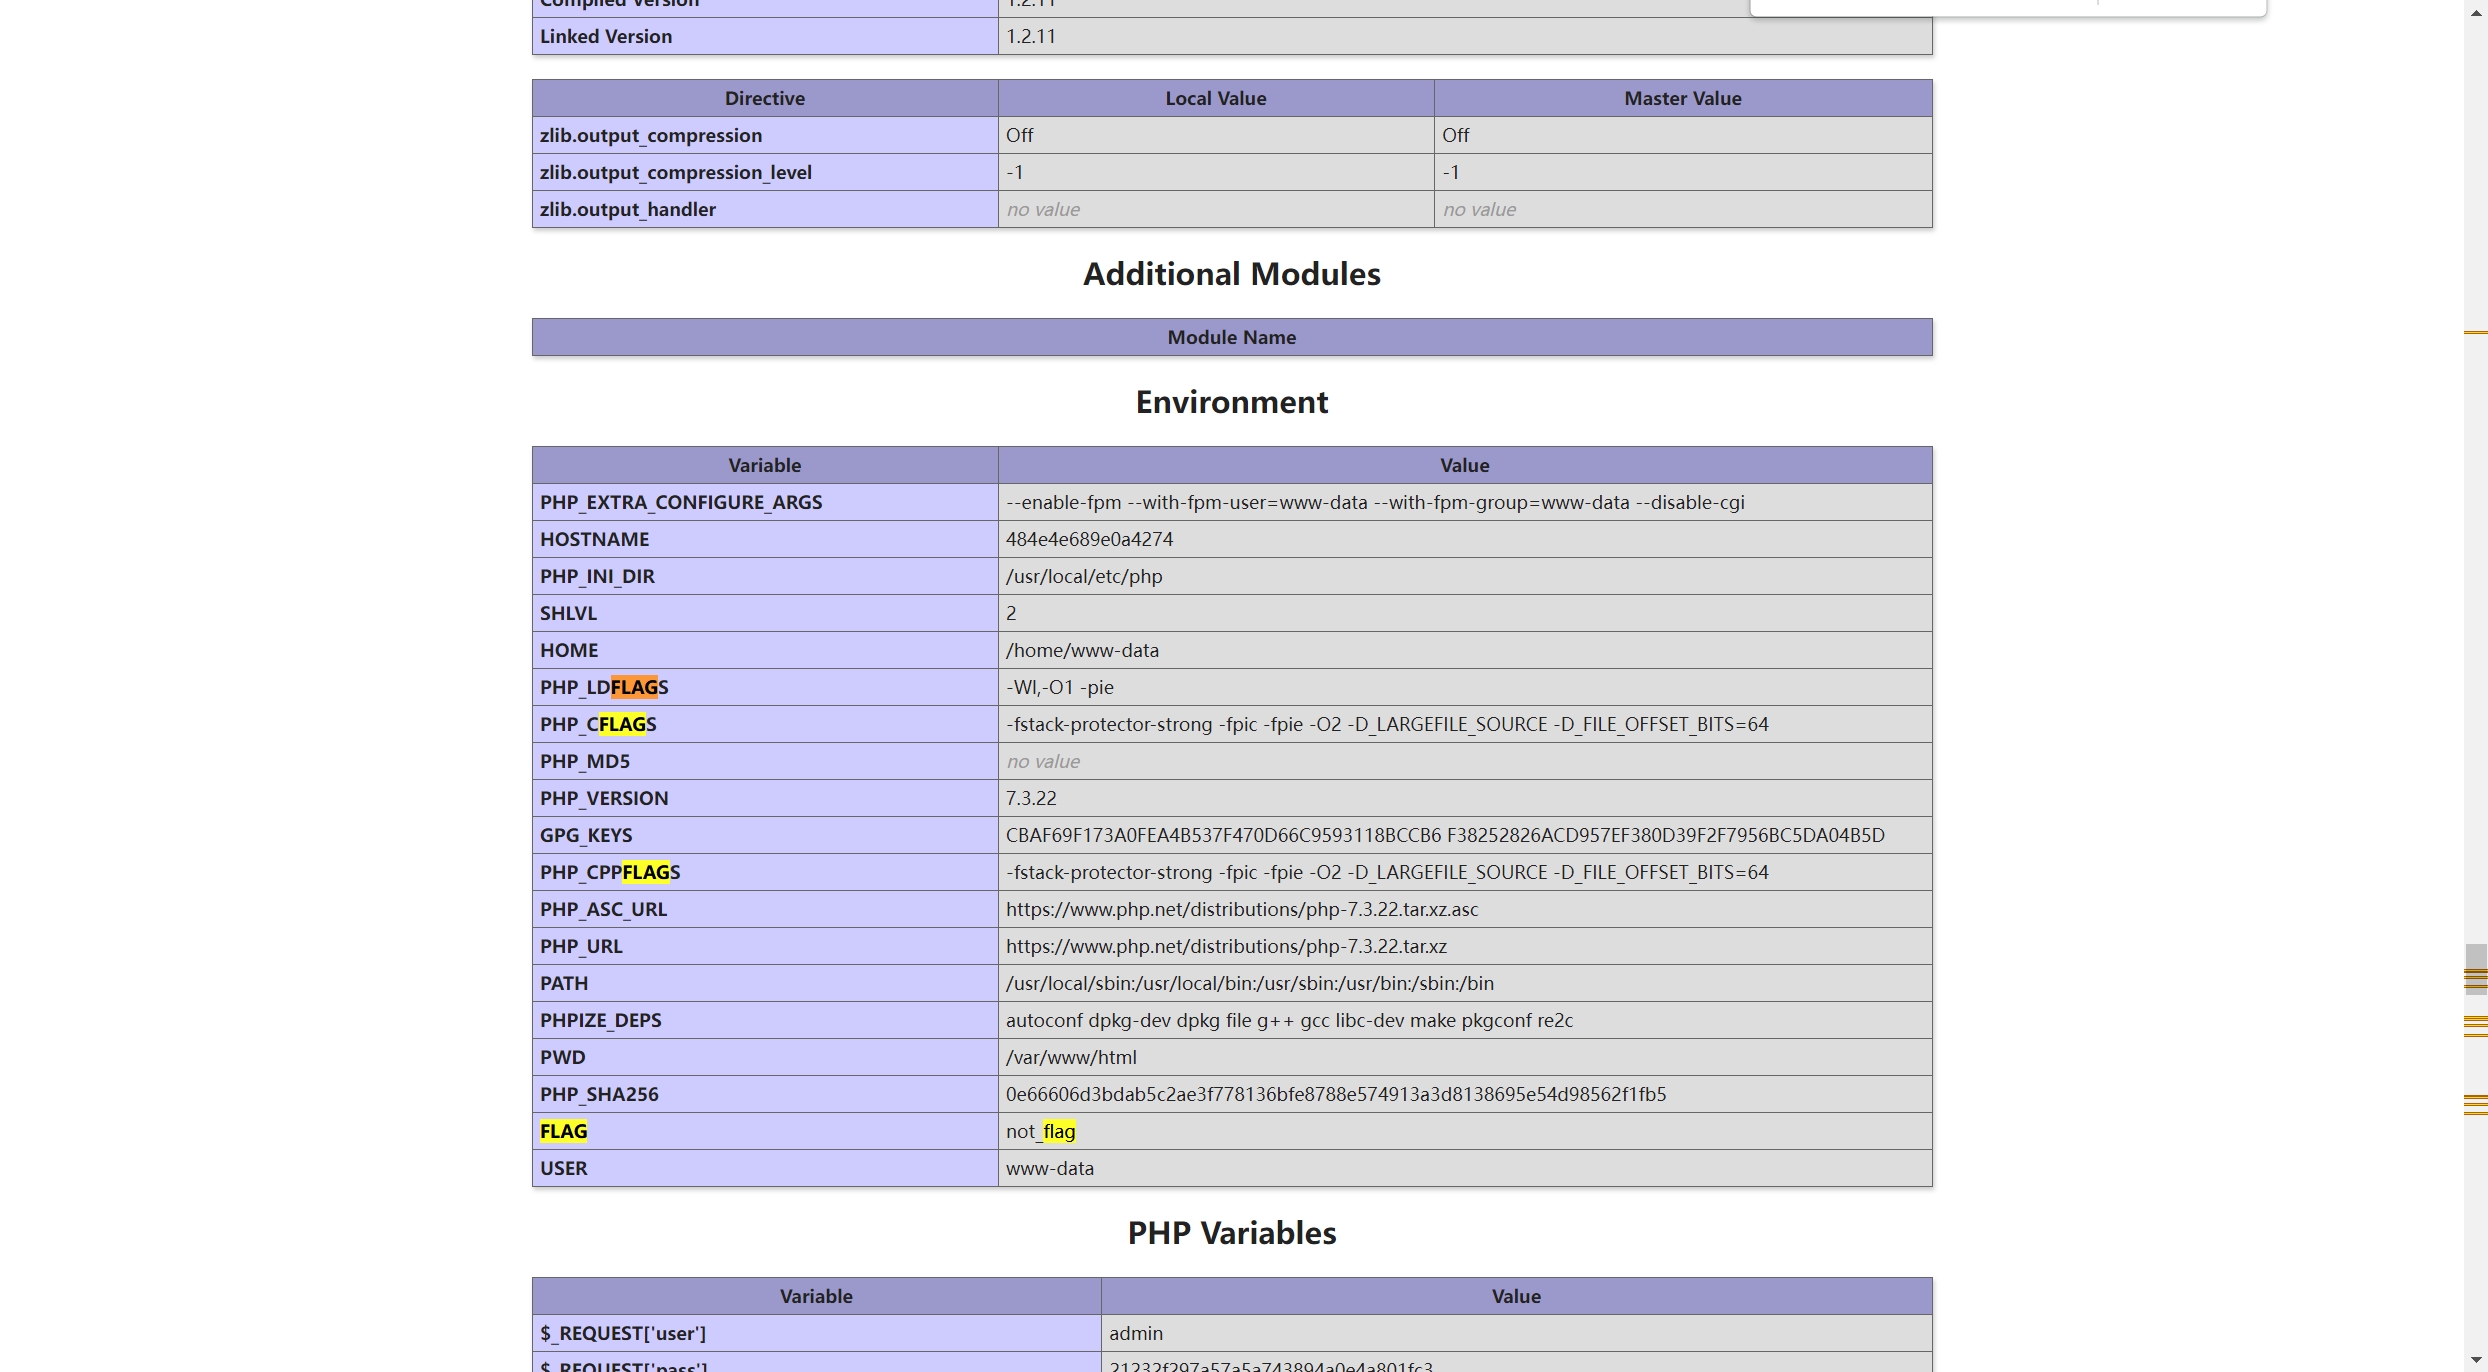 Compiled Version 1.2.11
Linked Version 1.2.11
Directive Local Value Master Value
zlib.output_compression Off Off
zlib.output_compression_level -1 -1
zlib.output_handler no value no value
Additional Modules
Module Name
Environment
Variable Value
PHP_EXTRA_CONFIGURE_ARGS --enable-fpm --with-fpm-user=www-data --with-fpm-group=www-data --disable-cgi
HOSTNAME 484e4e689e0a4274
PHP_INI_DIR /usr/local/etc/php
SHLVL 2
HOME /home/www-data
PHP_LDFLAGS -Wl,-O1 -pie
PHP_CFLAGS -fstack-protector-strong -fpic -fpie -O2 -D_LARGEFILE_SOURCE -D_FILE_OFFSET_BITS=64
PHP_MD5 no value
PHP_VERSION 7.3.22
GPG_KEYS CBAF69F173A0FEA4B537F470D66C9593118BCCB6 F38252826ACD957EF380D39F2F7956BC5DA04B5D
PHP_CPPFLAGS -fstack-protector-strong -fpic -fpie -O2 -D_LARGEFILE_SOURCE -D_FILE_OFFSET_BITS=64
PHP_ASC_URL https://www.php.net/distributions/php-7.3.22.tar.xz.asc
PHP_URL https://www.php.net/distributions/php-7.3.22.tar.xz
PATH /usr/local/sbin:/usr/local/bin:/usr/sbin:/usr/bin:/sbin:/bin
PHPIZE_DEPS autoconf dpkg-dev dpkg file g++ gcc libc-dev make pkgconf re2c
PWD /var/www/html
PHP_SHA256 0e66606d3bdab5c2ae3f778136bfe8788e574913a3d8138695e54d98562f1fb5
FLAG not_flag
USER www-data
PHP Variables
Variable Value
$_REQUEST['user'] admin
$_REQUEST['pass'] 21232f297a57a5a743894a0e4a801fc3